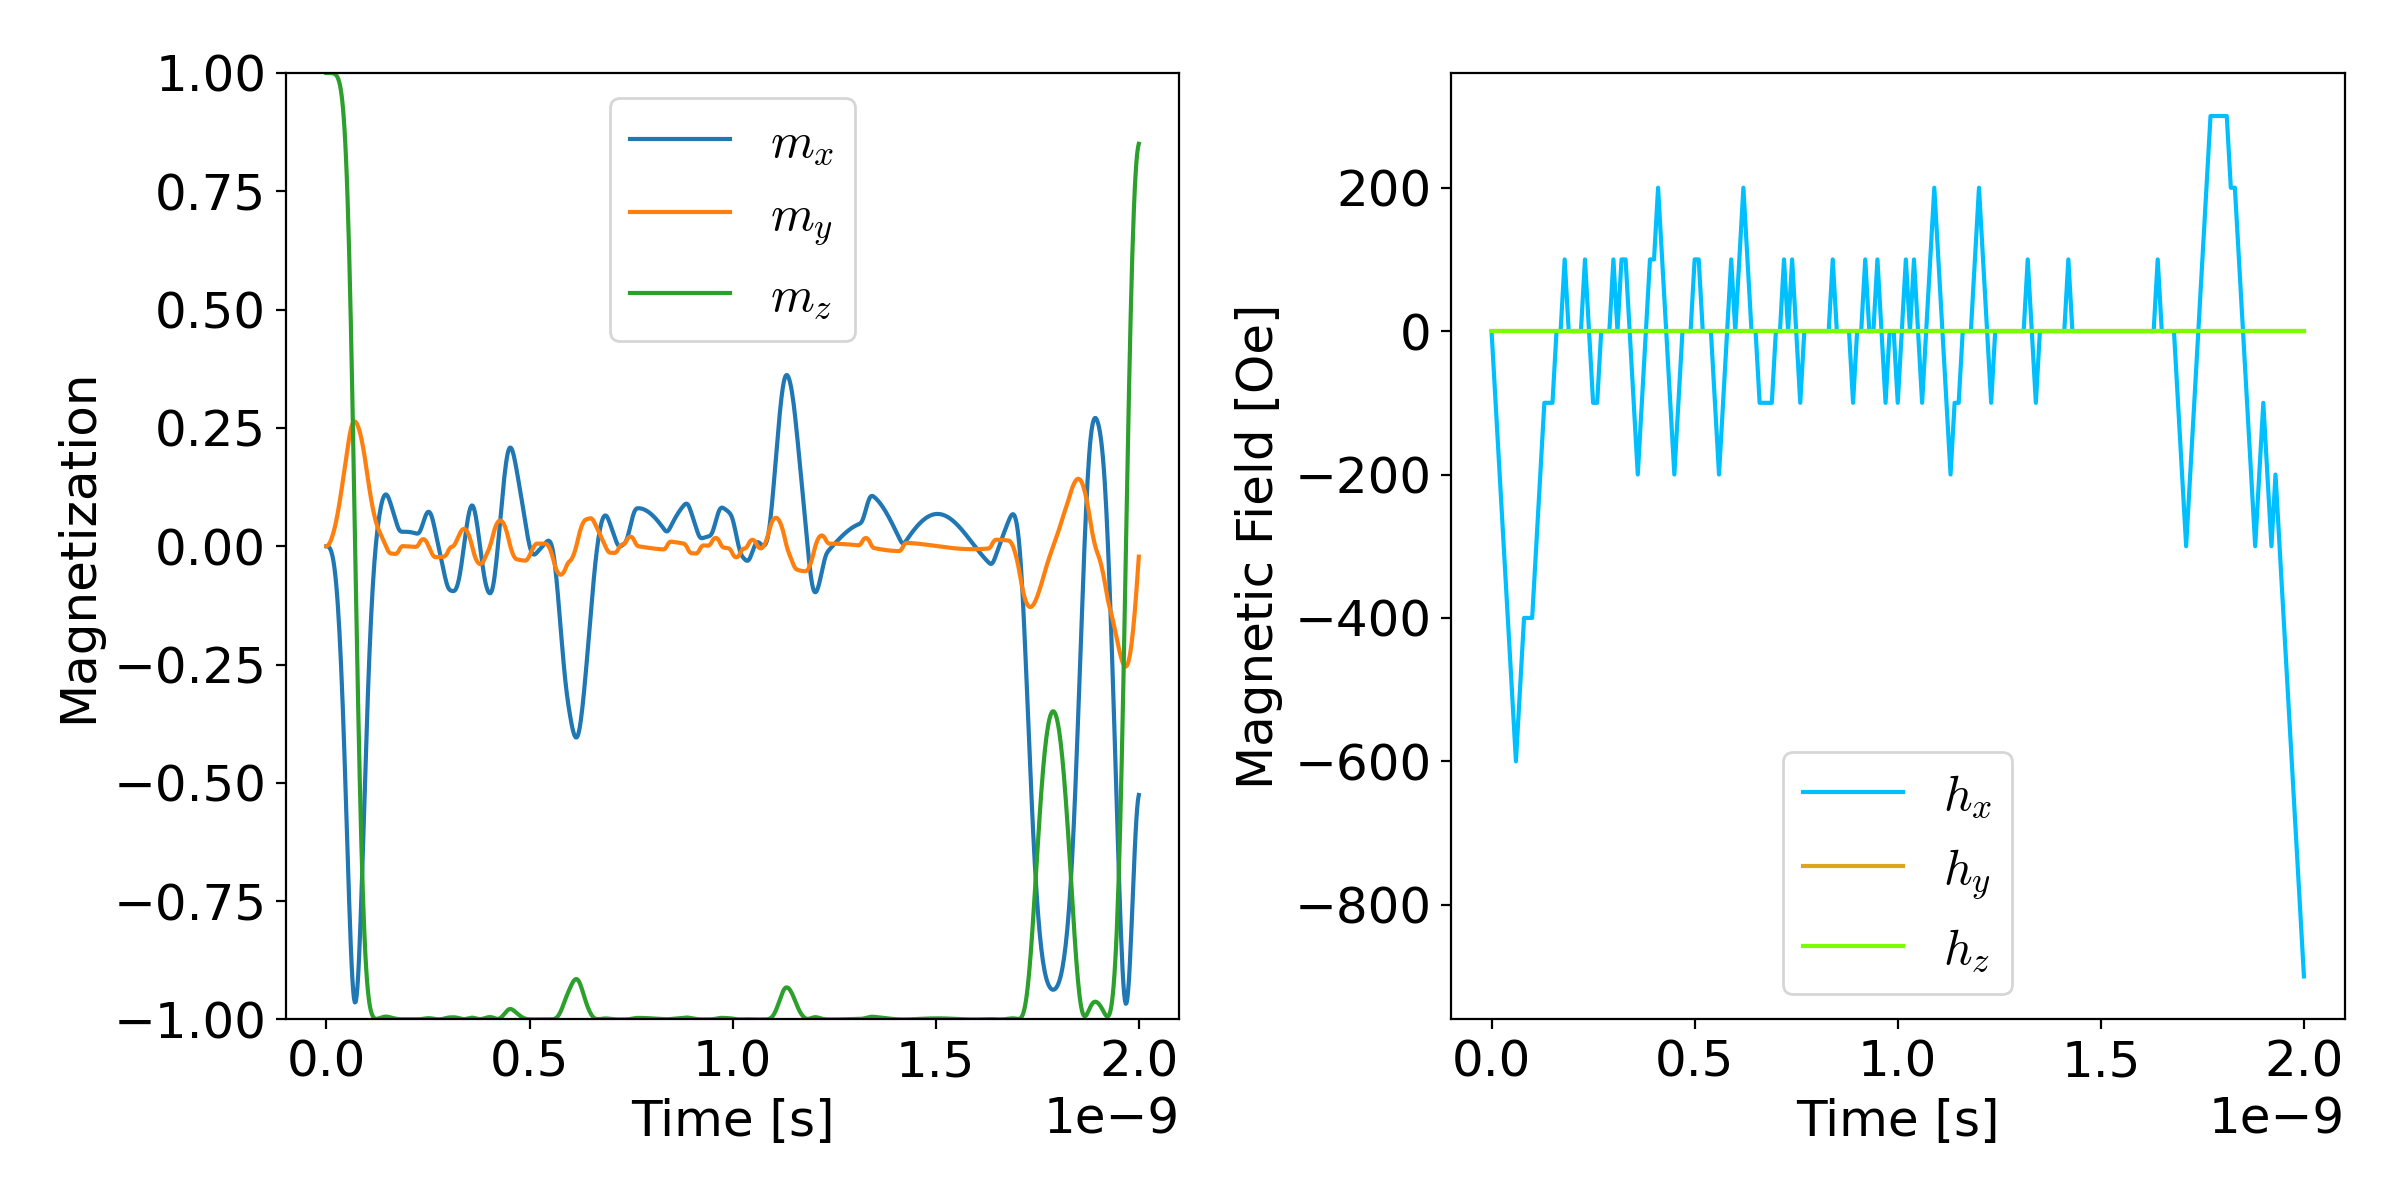 1.00
0.75
0.50
0.25
0.00
−0.25
−0.50
−0.75
−1.00
Magnetization
m_x
m_y
m_z
0.0 0.5 1.0 1.5 2.0
Time [s]
1e−9
200
0
−200
−400
−600
−800
Magnetic Field [Oe]
h_x
h_y
h_z
0.0 0.5 1.0 1.5 2.0
Time [s]
1e−9